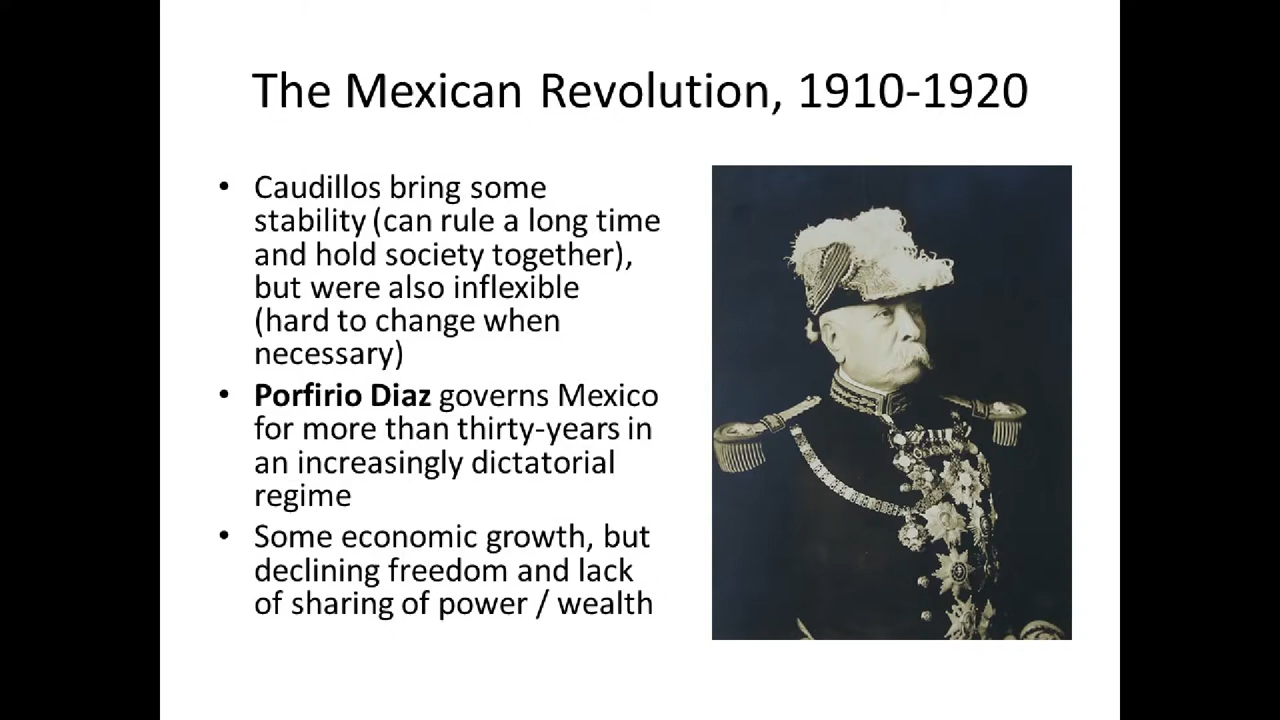 The Mexican Revolution, 1910-1920
• Caudillos bring some
stability (can rule a long time
and hold society together),
but were also inflexible
(hard to change when
necessary)
• Porfirio Diaz governs Mexico
for more than thirty-years in
an increasingly dictatorial
regime
• Some economic growth, but
declining freedom and lack
of sharing of power / wealth